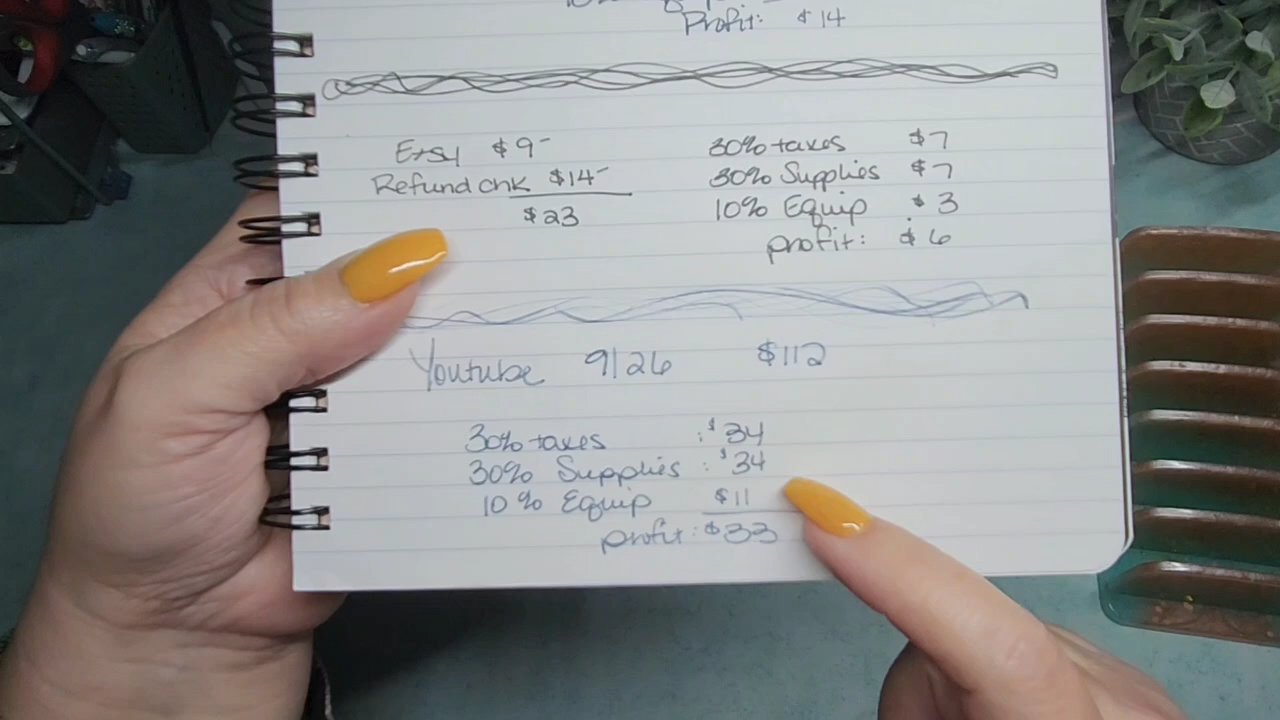 Profit: $14
Etsy $9-
Refund chk $14-
$23
30% taxes $7
30% Supplies $7
10% Equip $3
profit: $6
Youtube 9/26 $112
30% taxes : $34
30% Supplies : $34
10% Equip $11
profit: $33